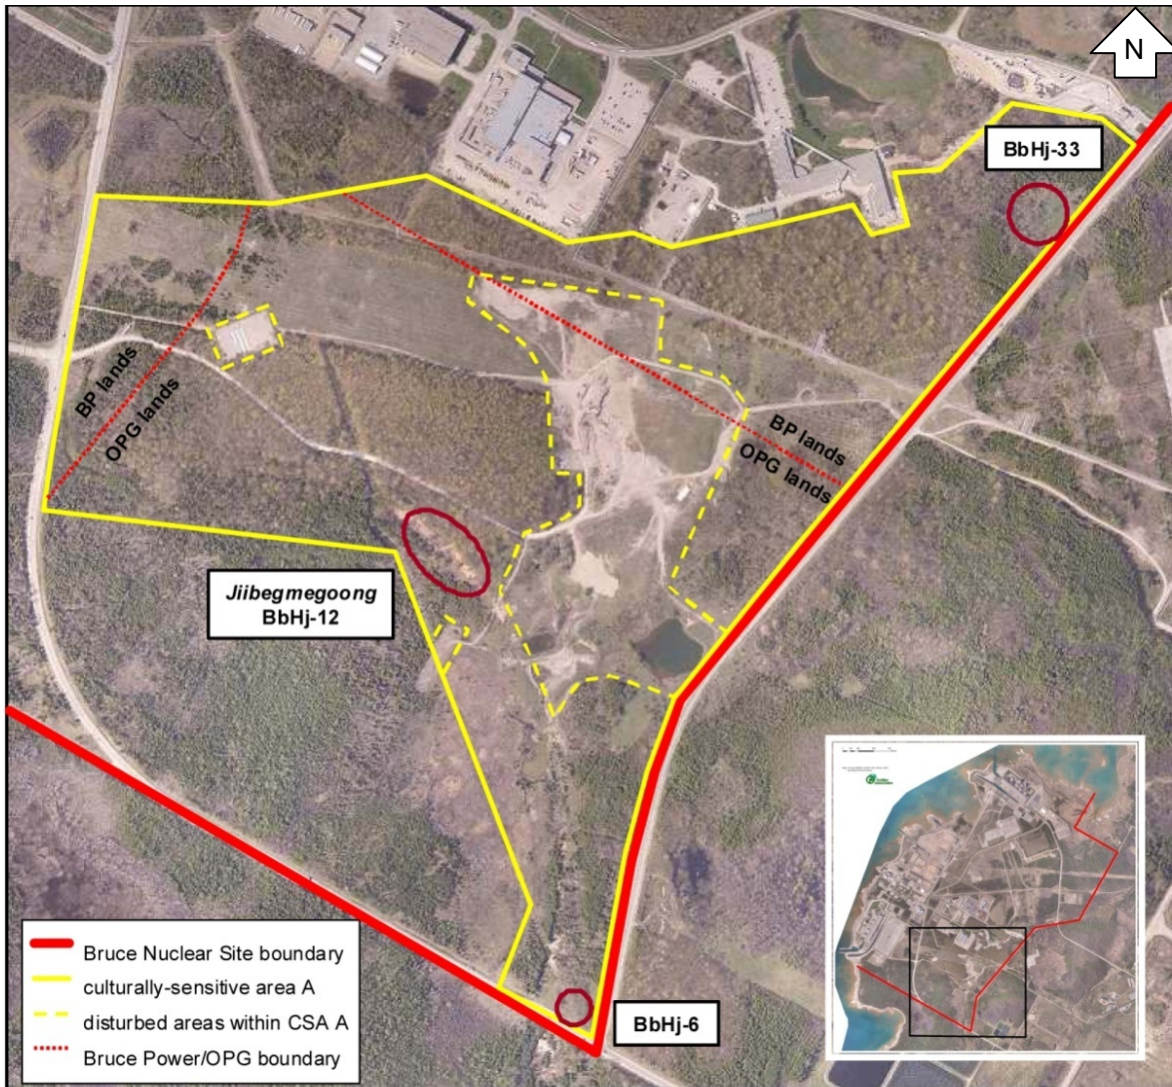 N
BbHj-33
BP lands
OPG lands
BP lands
OPG lands
Jiibegmegoong
BbHj-12
BbHj-6
Bruce Nuclear Site boundary
culturally-sensitive area A
disturbed areas within CSA A
Bruce Power/OPG boundary